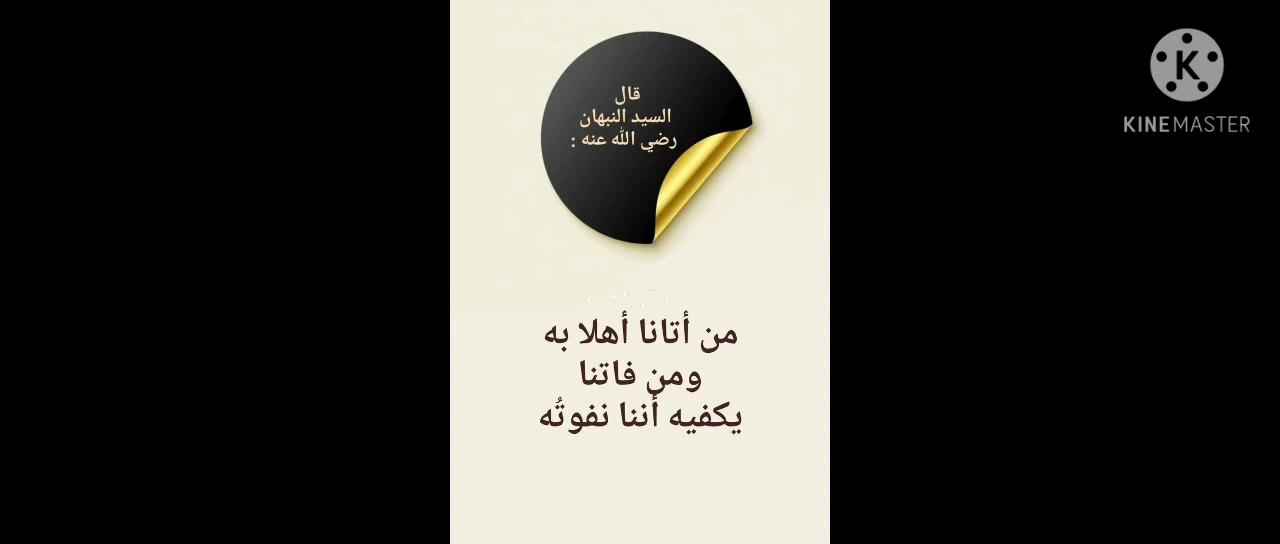 قال
السيد النبهان
رضي الله عنه :
من أتانا أهلا به
ومن فاتنا
يكفيه أننا نفوتُه
KINEMASTER